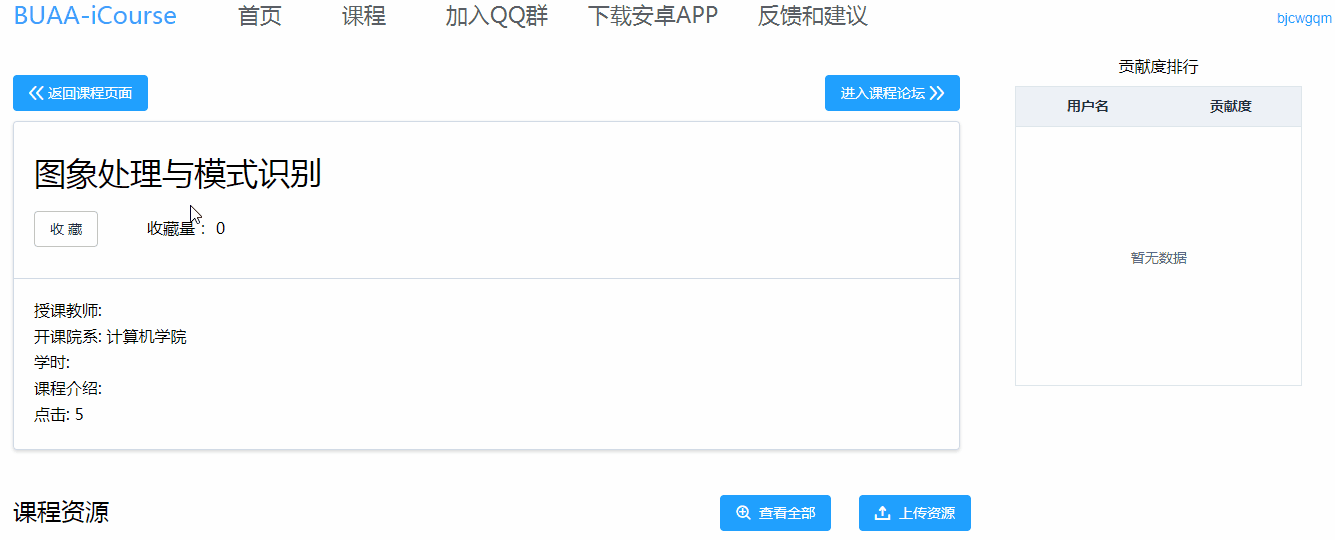 BUAA-iCourse 首页 课程 加入QQ群 下载安卓APP 反馈和建议 bjcwgqm
贡献度排行
返回课程页面 进入课程论坛
用户名 贡献度
图象处理与模式识别
收藏 收藏量： 0
暂无数据
授课教师:
开课院系: 计算机学院
学时:
课程介绍:
点击: 5
课程资源 查看全部 上传资源